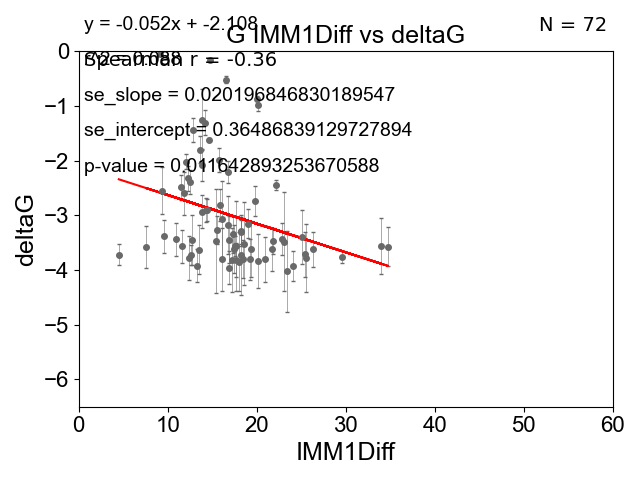 y = -0.052x + -2.108
N = 72
G IMM1Diff vs deltaG
Spearman r = -0.36
se_slope = 0.020196846830189547
se_intercept = 0.36486839129727894
p-value = 0.011642893253670588
0
−1
−2
−3
−4
−5
−6
deltaG
0 10 20 30 40 50 60
IMM1Diff